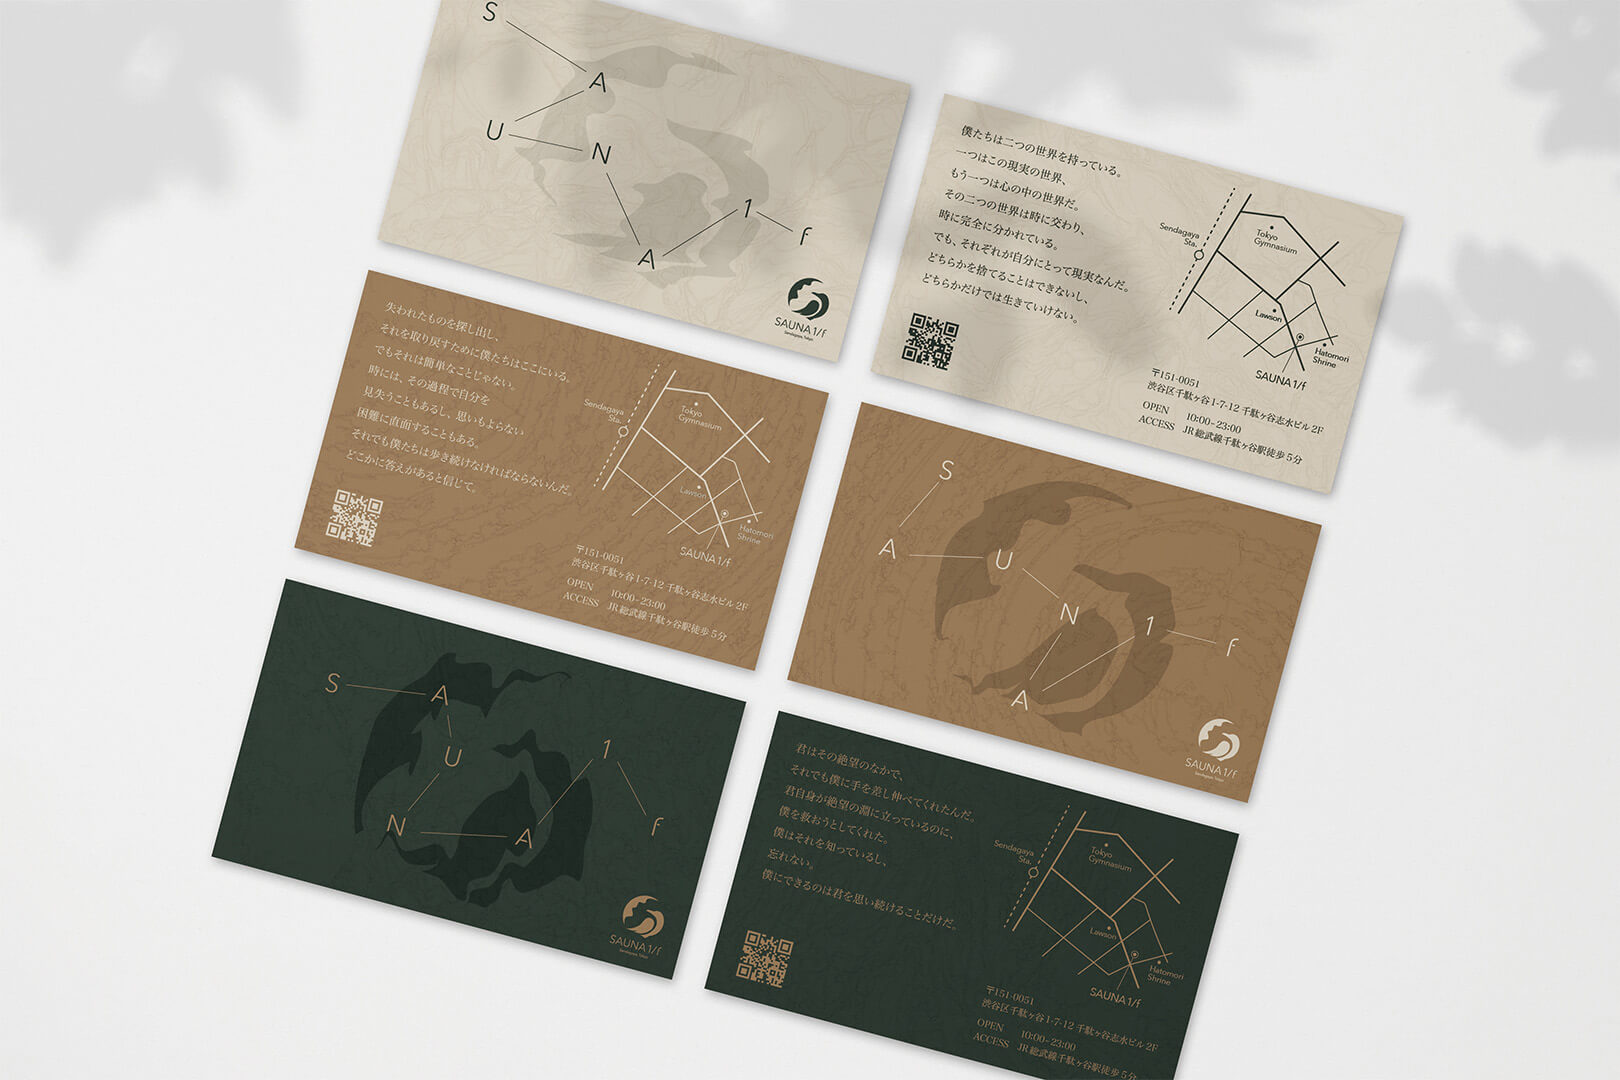 S
A
U
N
A
1
f
SAUNA 1/f
Sendagaya, Tokyo
僕たちは二つの世界を持っている。
一つはこの現実の世界、
もう一つは心の中の世界だ。
その二つの世界は時に交わり、
時に完全に分かれている。
でも、それぞれが自分にとって現実なんだ。
どちらかを捨てることはできないし、
どちらかだけでは生きていけない。
Sendagaya
Sta.
Tokyo
Gymnasium
Lawson
Hatomori
Shrine
SAUNA 1/f
〒151-0051
渋谷区千駄ヶ谷1-7-12 千駄ヶ谷志水ビル2F
OPEN 10:00-23:00
ACCESS JR総武線千駄ヶ谷駅徒歩5分
失われたものを探し出し、
それを取り戻すために僕たちはここにいる。
でもそれは簡単なことじゃない。
時には、その過程で自分を
見失うこともあるし、思いもよらない
困難に直面することもある。
それでも僕たちは歩き続けなければならないんだ。
どこかに答えがあると信じて。
Sendagaya
Sta.
Tokyo
Gymnasium
Lawson
Hatomori
Shrine
SAUNA 1/f
〒151-0051
渋谷区千駄ヶ谷1-7-12 千駄ヶ谷志水ビル2F
OPEN 10:00-23:00
ACCESS JR総武線千駄ヶ谷駅徒歩5分
S
A
U
N
A
1
f
SAUNA 1/f
Sendagaya, Tokyo
S
A
U
N
A
1
f
SAUNA 1/f
Sendagaya, Tokyo
君はその絶望のなかで、
それでも僕に手を差し伸べてくれたんだ。
君自身が絶望の淵に立っているのに、
僕を救おうとしてくれた。
僕はそれを知っているし、
忘れない。
僕にできるのは君を思い続けることだけだ。
Sendagaya
Sta.
Tokyo
Gymnasium
Lawson
Hatomori
Shrine
SAUNA 1/f
〒151-0051
渋谷区千駄ヶ谷1-7-12 千駄ヶ谷志水ビル2F
OPEN 10:00-23:00
ACCESS JR総武線千駄ヶ谷駅徒歩5分